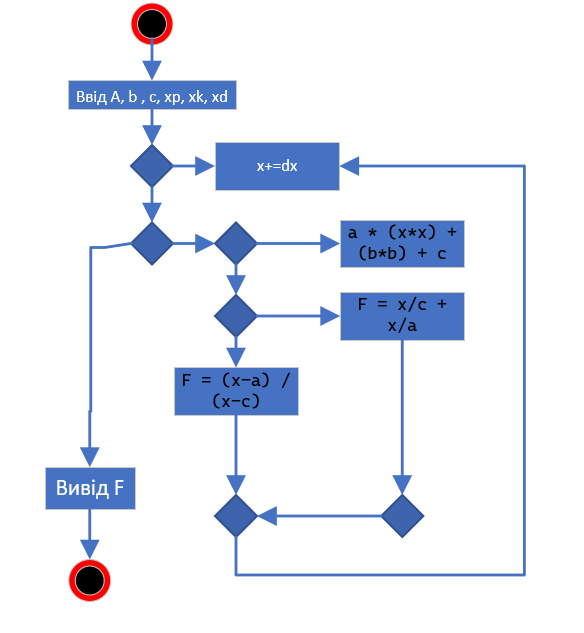 Ввід A, b , c, xp, xk, xd
x+=dx
a * (x*x) +
(b*b) + c
F = x/c +
x/a
F = (x-a) /
(x-c)
Вивід F